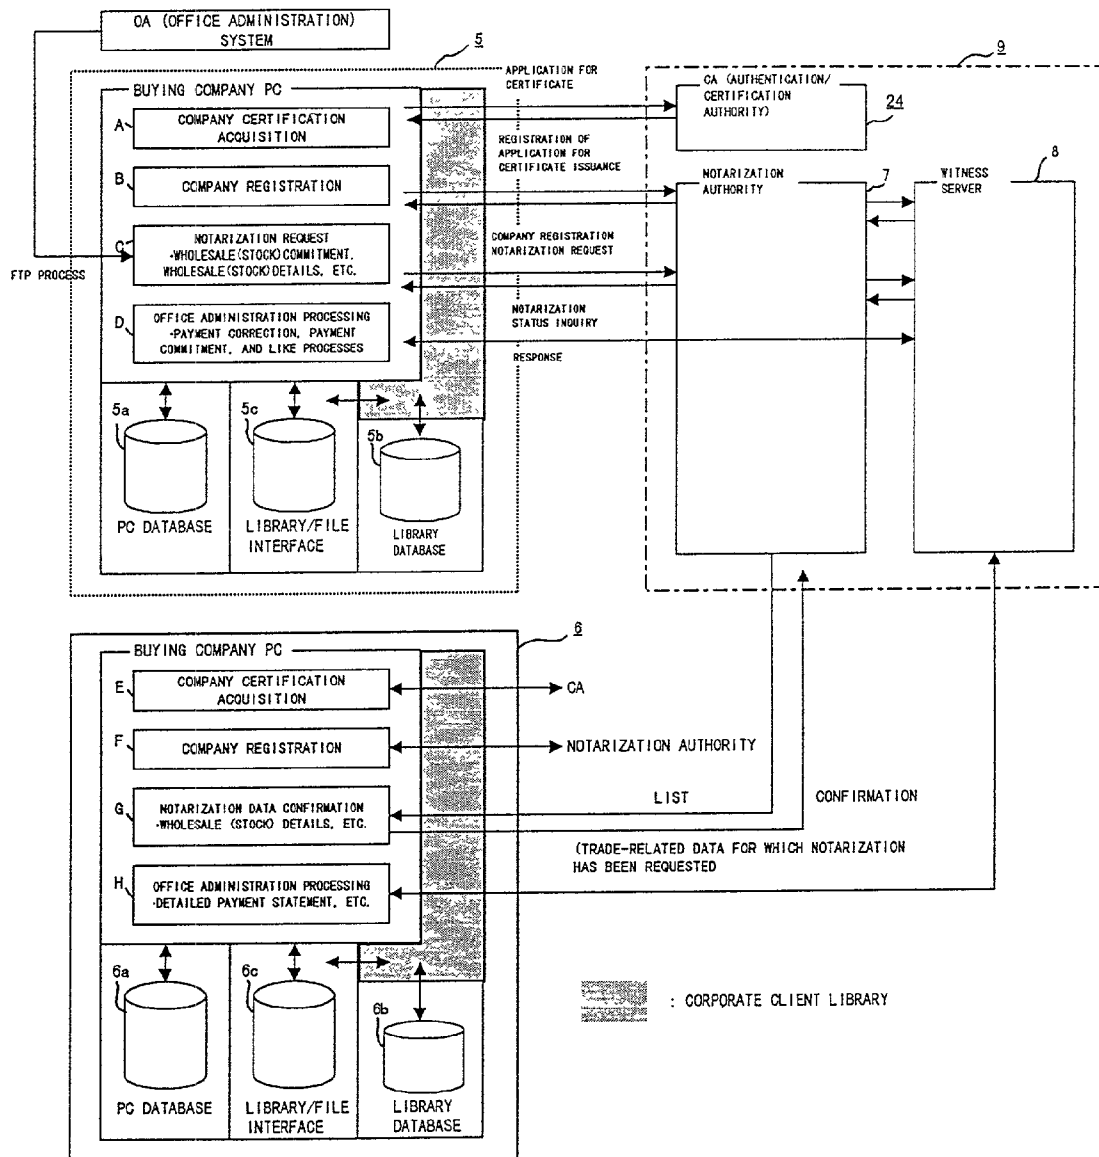 OA (OFFICE ADMINISTRATION)
SYSTEM
5
9
APPLICATION FOR
CERTIFICATE
BUYING COMPANY PC
A
COMPANY CERTIFICATION
ACQUISITION
CA (AUTHENTICATION/
CERTIFICATION
AUTHORITY)
24
REGISTRATION OF
APPLICATION FOR
CERTIFICATE ISSUANCE
B
COMPANY REGISTRATION
NOTARIZATION
AUTHORITY
7
WITNESS
SERVER
8
C
NOTARIZATION REQUEST
·WHOLESALE(STOCK)COMMITMENT,
WHOLESALE(STOCK)DETAILS, ETC.
COMPANY REGISTRATION
NOTARIZATION REQUEST
FTP PROCESS
D
OFFICE ADMINISTRATION PROCESSING
·PAYMENT CORRECTION, PAYMENT
COMMITMENT, AND LIKE PROCESSES
NOTARIZATION
STATUS INQUIRY
RESPONSE
5a
5c
5b
PC DATABASE
LIBRARY/FILE
INTERFACE
LIBRARY
DATABASE
6
BUYING COMPANY PC
E
COMPANY CERTIFICATION
ACQUISITION
CA
F
COMPANY REGISTRATION
NOTARIZATION AUTHORITY
G
NOTARIZATION DATA CONFIRMATION
·WHOLESALE (STOCK) DETAILS, ETC.
LIST
CONFIRMATION
(TRADE-RELATED DATA FOR WHICH NOTARIZATION
HAS BEEN REQUESTED
H
OFFICE ADMINISTRATION PROCESSING
·DETAILED PAYMENT STATEMENT, ETC.
6a
6c
6b
PC DATABASE
LIBRARY/FILE
INTERFACE
LIBRARY
DATABASE
: CORPORATE CLIENT LIBRARY